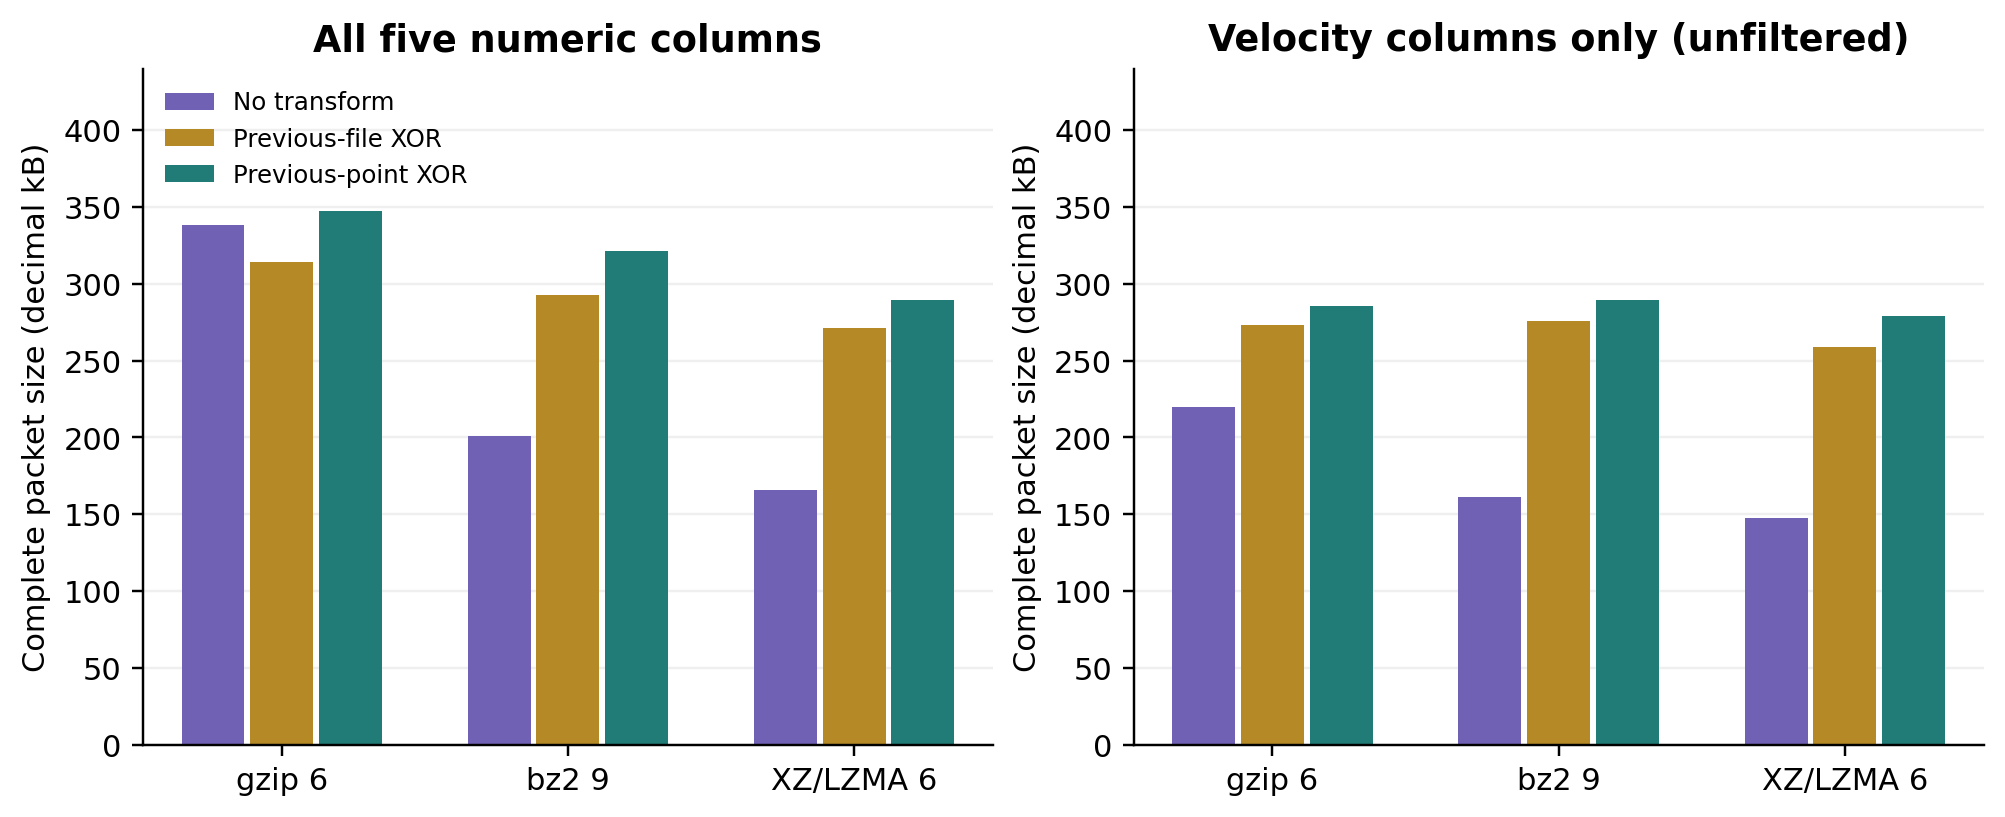 All five numeric columns
No transform
Previous-file XOR
Previous-point XOR
Complete packet size (decimal kB)
400
350
300
250
200
150
100
50
0
gzip 6
bz2 9
XZ/LZMA 6
Velocity columns only (unfiltered)
Complete packet size (decimal kB)
400
350
300
250
200
150
100
50
0
gzip 6
bz2 9
XZ/LZMA 6